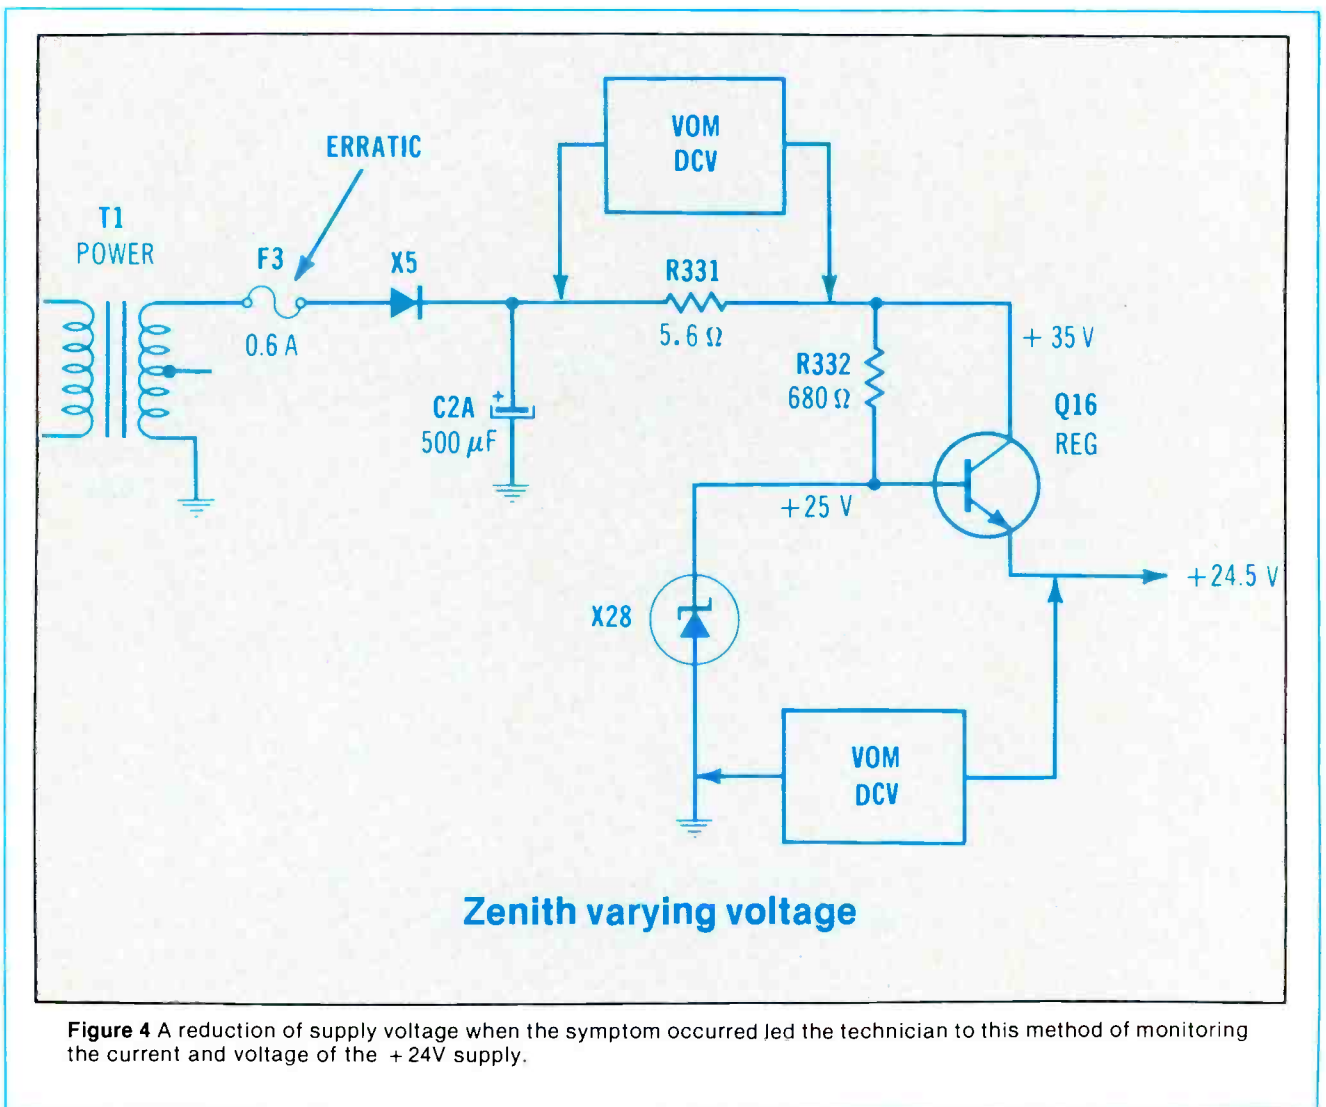 VOM
DCV
ERRATIC
T1
POWER
F3
X5
R331
0.6 A
5.6 Ω
+ 35 V
R332
680 Ω
C2A
+
500 μF
Q16
REG
+25 V
+24.5 V
X28
VOM
DCV
Zenith varying voltage
Figure 4 A reduction of supply voltage when the symptom occurred led the technician to this method of monitoring
the current and voltage of the +24V supply.